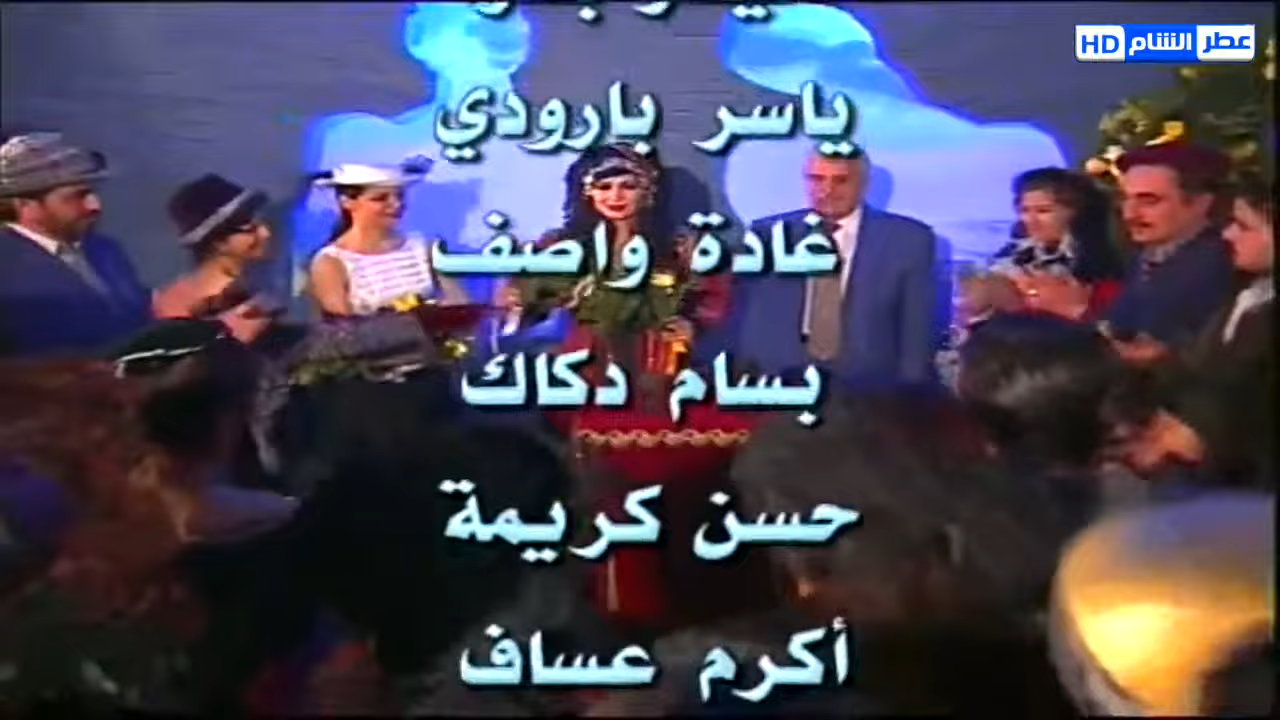 عطر الشام HD
ياسر بارودي
غادة واصف
بسام دكاك
حسن كريمة
أكرم عساف